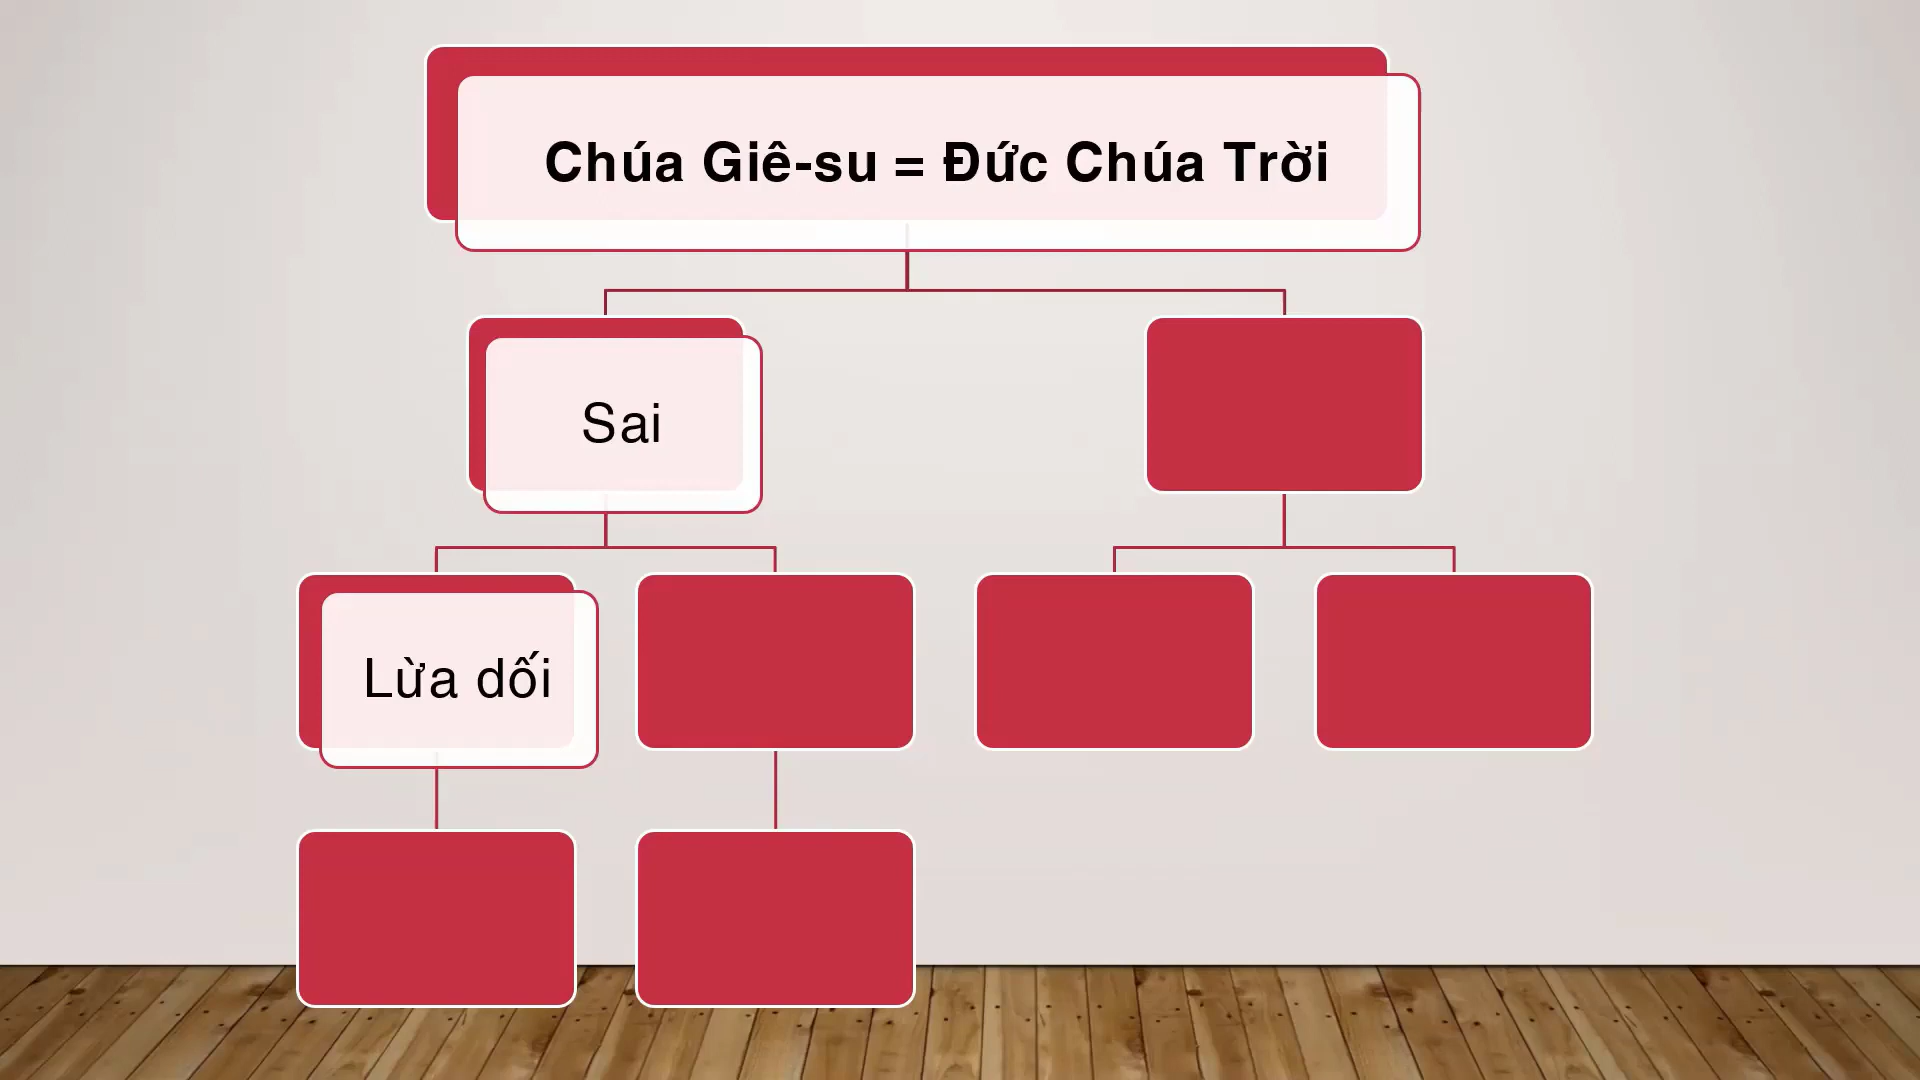 Chúa Giê-su = Đức Chúa Trời
Sai
Lừa dối